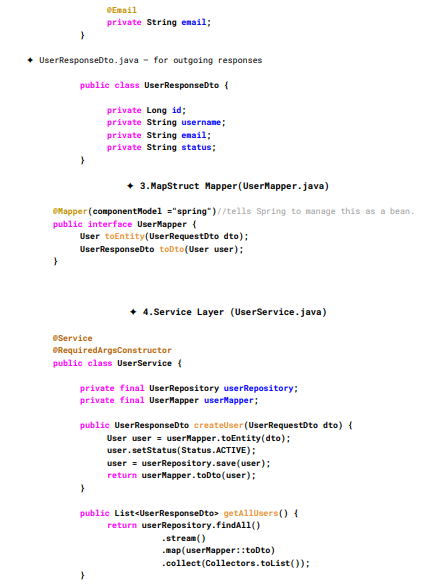 @Email
private String email;
}
✦ UserResponseDto.java – for outgoing responses
public class UserResponseDto {
private Long id;
private String username;
private String email;
private String status;
}
✦ 3.MapStruct Mapper(UserMapper.java)
@Mapper(componentModel ="spring")//tells Spring to manage this as a bean.
public interface UserMapper {
User toEntity(UserRequestDto dto);
UserResponseDto toDto(User user);
}
✦ 4.Service Layer (UserService.java)
@Service
@RequiredArgsConstructor
public class UserService {
private final UserRepository userRepository;
private final UserMapper userMapper;
public UserResponseDto createUser(UserRequestDto dto) {
User user = userMapper.toEntity(dto);
user.setStatus(Status.ACTIVE);
user = userRepository.save(user);
return userMapper.toDto(user);
}
public List<UserResponseDto> getAllUsers() {
return userRepository.findAll()
.stream()
.map(userMapper::toDto)
.collect(Collectors.toList());
}